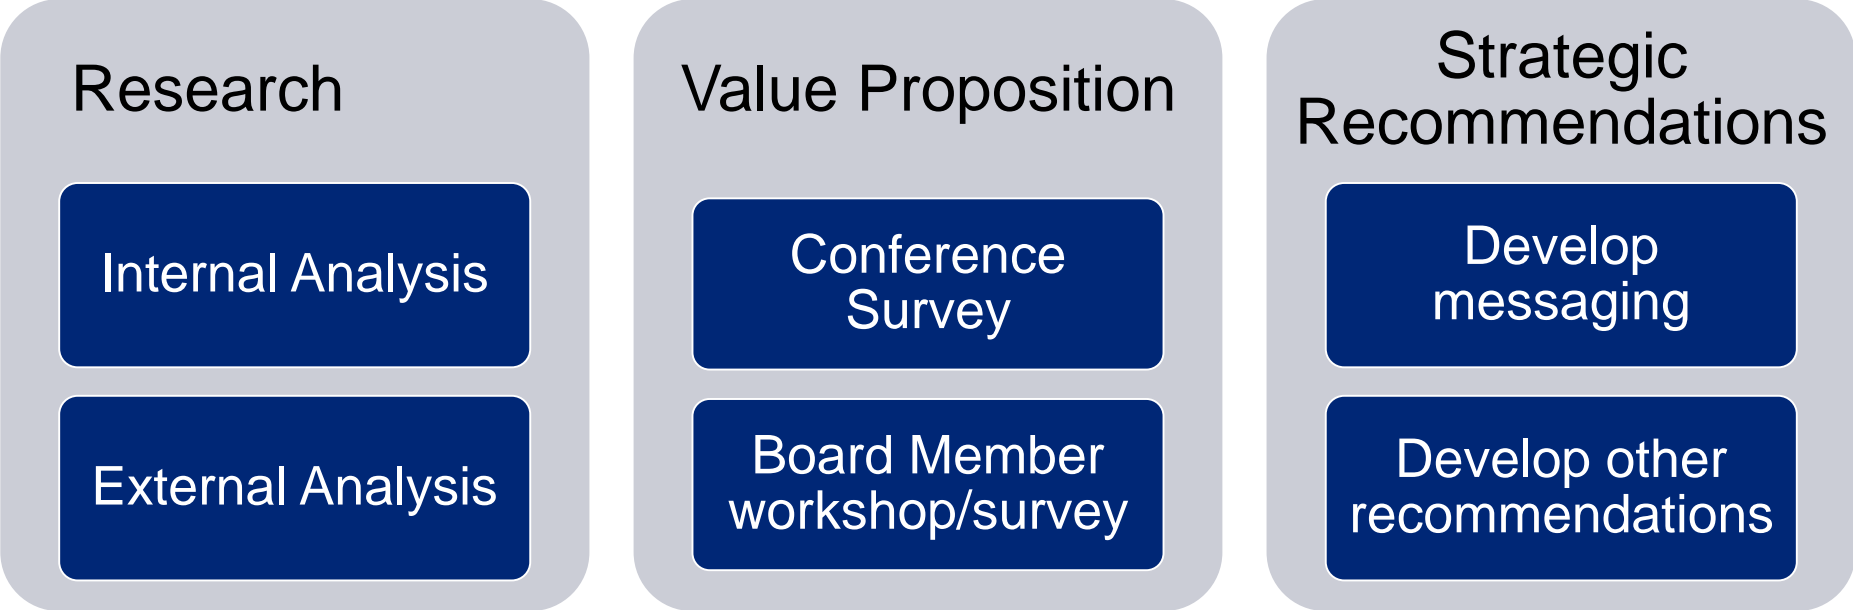 Research
Internal Analysis
External Analysis
Value Proposition
Conference
Survey
Board Member
workshop/survey
Strategic
Recommendations
Develop
messaging
Develop other
recommendations